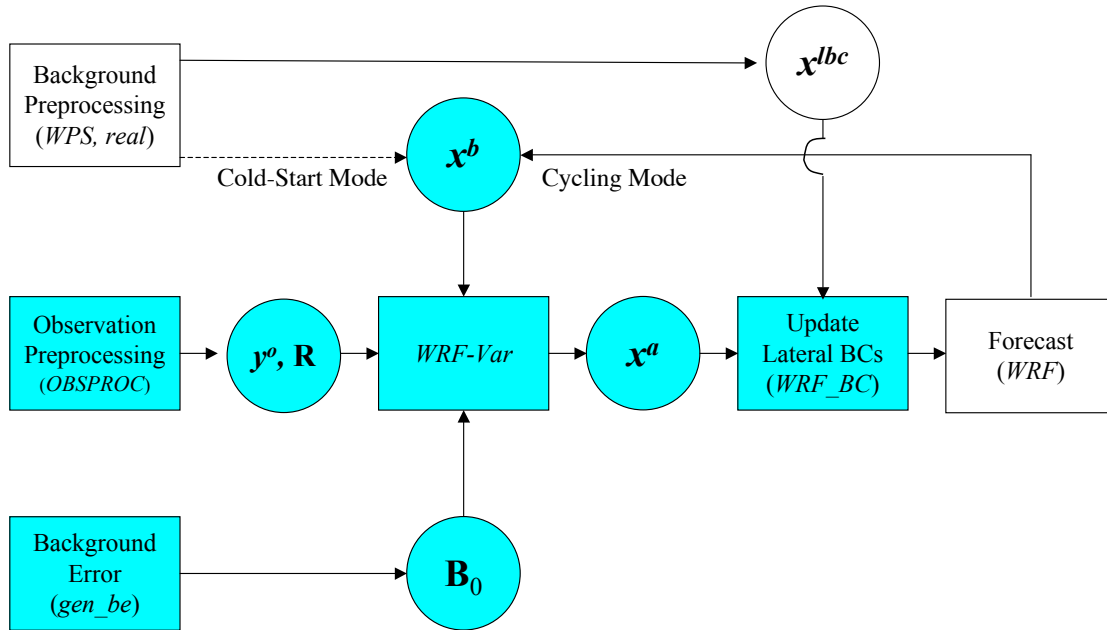 Background
Preprocessing
(WPS, real)
x^lbc
x^b
Cold-Start Mode
Cycling Mode
Observation
Preprocessing
(OBSPROC)
y^o, R
WRF-Var
x^a
Update
Lateral BCs
(WRF_BC)
Forecast
(WRF)
Background
Error
(gen_be)
B_0